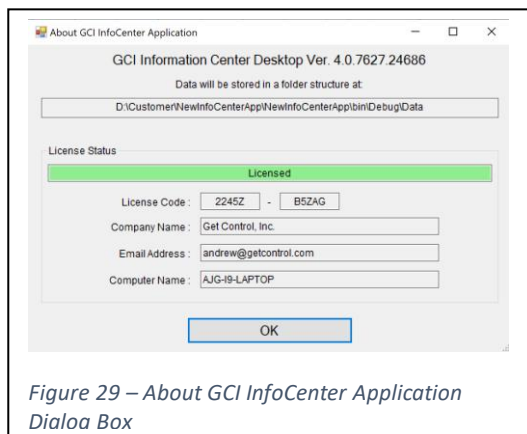 About GCI InfoCenter Application
GCI Information Center Desktop Ver. 4.0.7627.24686
Data will be stored in a folder structure at:
D:\Customer\NewInfoCenterApp\NewInfoCenterApp\bin\Debug\Data
License Status
Licensed
License Code : 2245Z - B5ZAG
Company Name : Get Control, Inc.
Email Address : andrew@getcontrol.com
Computer Name : AJG-I9-LAPTOP
OK
Figure 29 – About GCI InfoCenter Application
Dialog Box